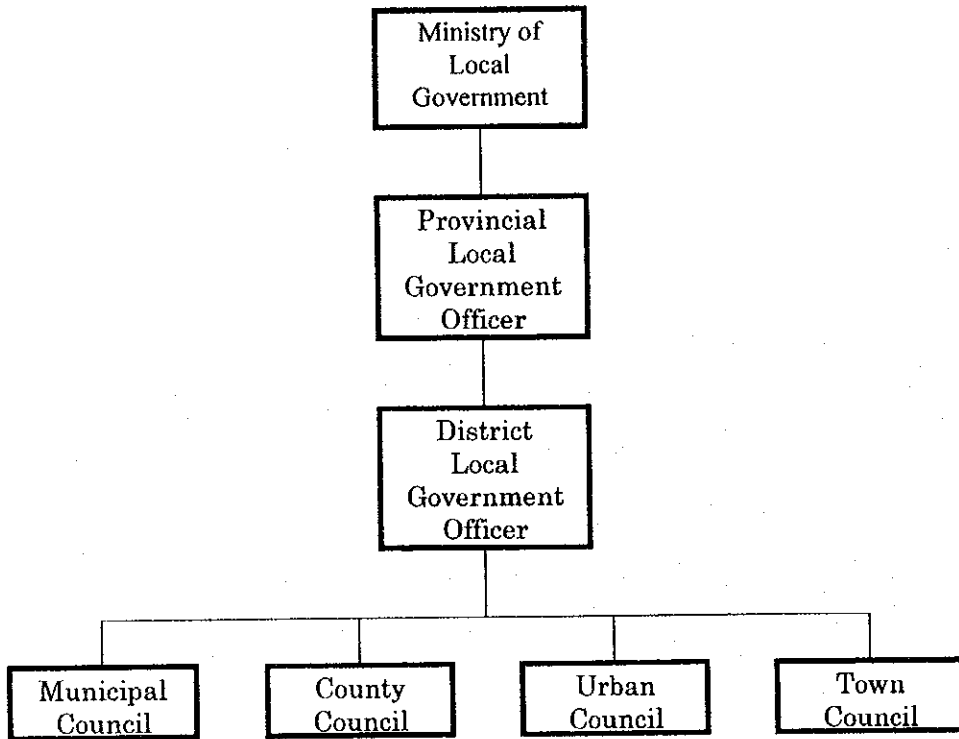 Ministry of
Local
Government
Provincial
Local
Government
Officer
District
Local
Government
Officer
Municipal
Council
County
Council
Urban
Council
Town
Council